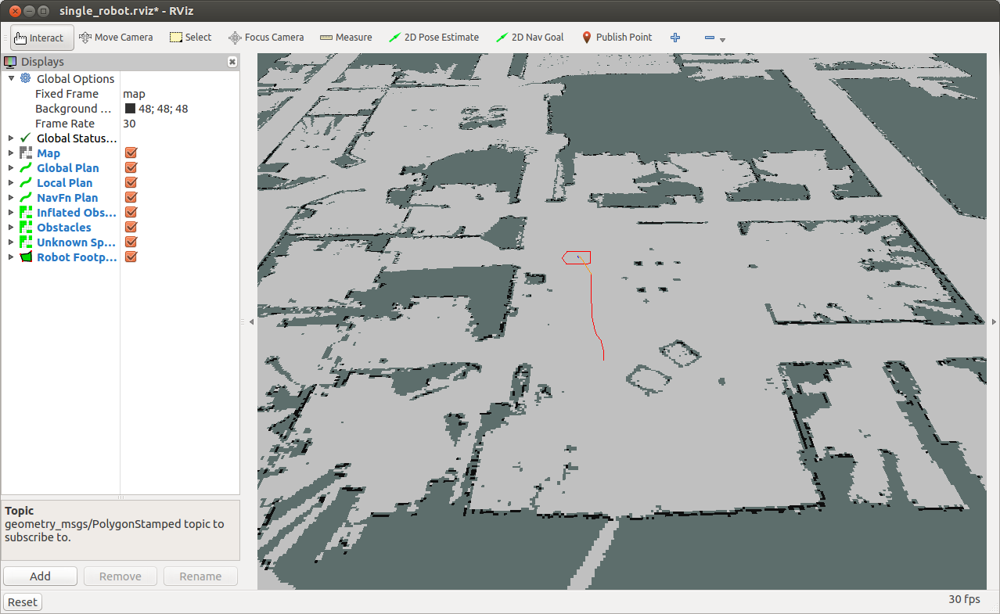 single_robot.rviz* - RViz
Interact Move Camera Select Focus Camera Measure 2D Pose Estimate 2D Nav Goal Publish Point
Displays
Global Options
Fixed Frame map
Background ... 48; 48; 48
Frame Rate 30
Global Status...
Map
Global Plan
Local Plan
NavFn Plan
Inflated Obs...
Obstacles
Unknown Sp...
Robot Footp...
Topic
geometry_msgs/PolygonStamped topic to
subscribe to.
Add Remove Rename
Reset 30 fps